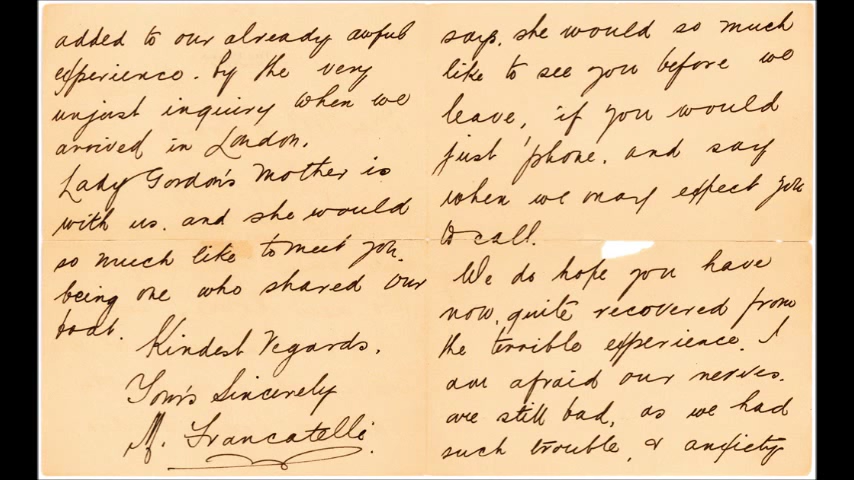 says, she would so much
like to see you before we
leave, if you would
just 'phone, and say
when we may expect you
to call.
We do hope you have
now, quite recovered from
the terrible experience. I
am afraid our nerves.
are still bad, as we had
such trouble, & anxiety
added to our already awful
experience. by the very
unjust inquiry when we
arrived in London.
Lady Gordon's Mother is
with us. and she would
so much like to meet you.
being one who shared our
boat.
Kindest Regards.
Your's Sincerely
M. Francatelli.